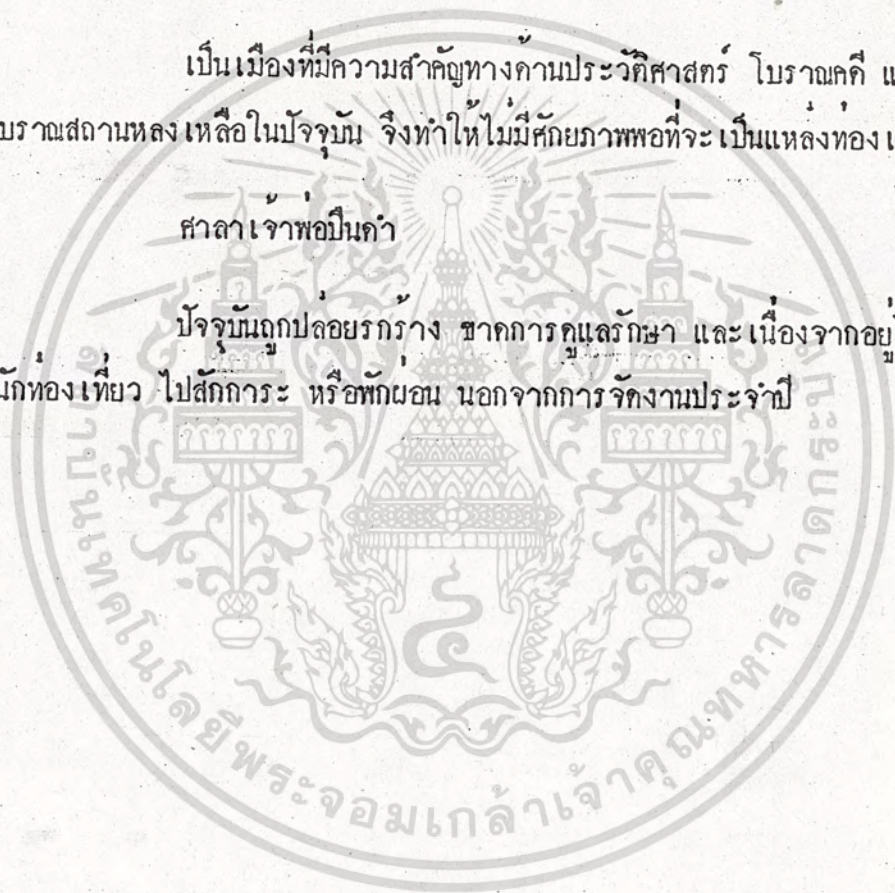 เป็นเมืองที่มีความสำคัญทางด้านประวัติศาสตร์ โบราณคดี แ
บราณสถานหลงเหลือในปัจจุบัน จึงทำให้ไม่มีศักยภาพพอที่จะเป็นแหล่งท่องเ
ศาลาเจ้าพ่อปืนดำ
ปัจจุบันถูกปล่อยรกร้าง ขาดการดูแลรักษา และเนื่องจากอยู่
นักท่องเที่ยว ไปสักการะ หรือพักผ่อน นอกจากการจัดงานประจำปี
สถาบันเทคโนโลยีพระจอมเกล้าเจ้าคุณทหารลาดกระบัง
๔